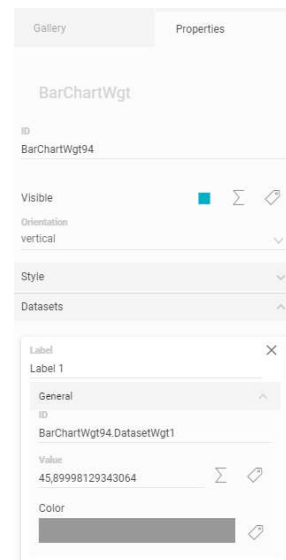 Gallery Properties
BarChartWgt
ID
BarChartWgt94
Visible
Orientation
vertical
Style
Datasets
Label
Label 1
General
ID
BarChartWgt94.DatasetWgt1
Value
45,89998129343064
Color